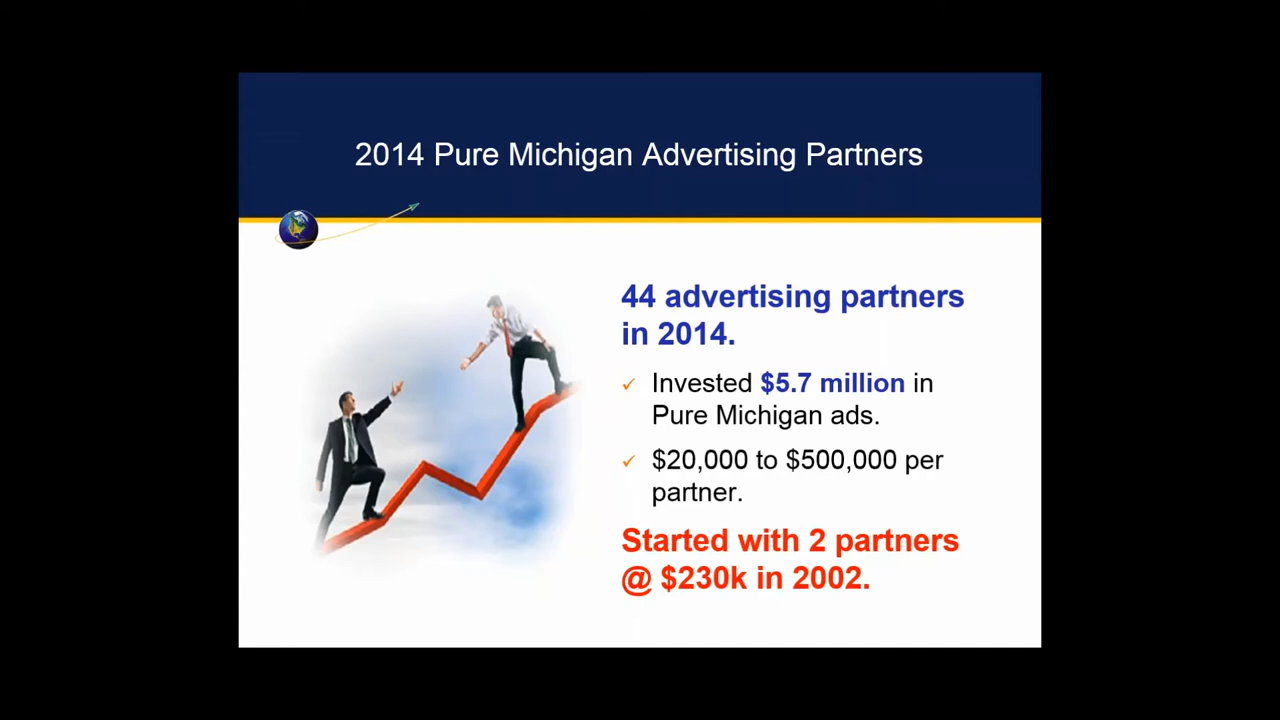 2014 Pure Michigan Advertising Partners
44 advertising partners
in 2014.
✓ Invested $5.7 million in
Pure Michigan ads.
✓ $20,000 to $500,000 per
partner.
Started with 2 partners
@ $230k in 2002.